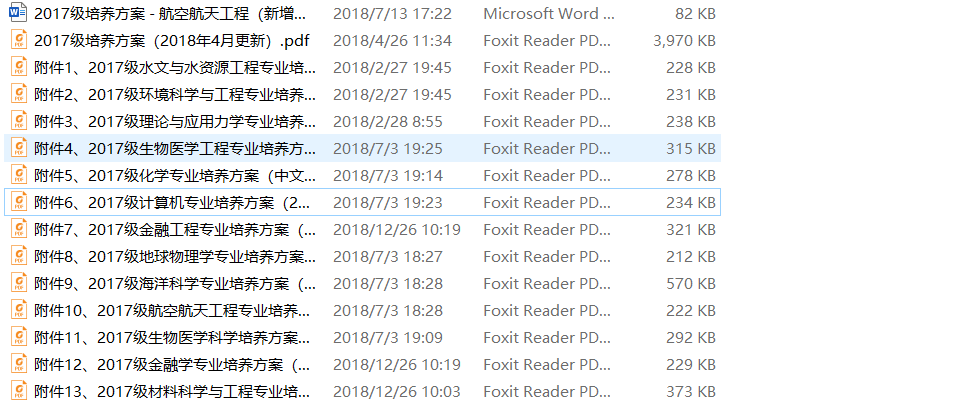 2017级培养方案 - 航空航天工程（新增... 2018/7/13 17:22 Microsoft Word ... 82 KB
2017级培养方案（2018年4月更新）.pdf 2018/4/26 11:34 Foxit Reader PD... 3,970 KB
附件1、2017级水文与水资源工程专业培... 2018/2/27 19:45 Foxit Reader PD... 228 KB
附件2、2017级环境科学与工程专业培养... 2018/2/27 19:45 Foxit Reader PD... 231 KB
附件3、2017级理论与应用力学专业培养... 2018/2/28 8:55 Foxit Reader PD... 238 KB
附件4、2017级生物医学工程专业培养方... 2018/7/3 19:25 Foxit Reader PD... 315 KB
附件5、2017级化学专业培养方案（中文... 2018/7/3 19:14 Foxit Reader PD... 278 KB
附件6、2017级计算机专业培养方案（2... 2018/7/3 19:23 Foxit Reader PD... 234 KB
附件7、2017级金融工程专业培养方案（... 2018/12/26 10:19 Foxit Reader PD... 321 KB
附件8、2017级地球物理学专业培养方案... 2018/7/3 18:27 Foxit Reader PD... 212 KB
附件9、2017级海洋科学专业培养方案（... 2018/7/3 18:28 Foxit Reader PD... 570 KB
附件10、2017级航空航天工程专业培养... 2018/7/3 18:28 Foxit Reader PD... 222 KB
附件11、2017级生物医学科学培养方案... 2018/7/3 19:09 Foxit Reader PD... 292 KB
附件12、2017级金融学专业培养方案（... 2018/12/26 10:19 Foxit Reader PD... 229 KB
附件13、2017级材料科学与工程专业培... 2018/12/26 10:03 Foxit Reader PD... 373 KB